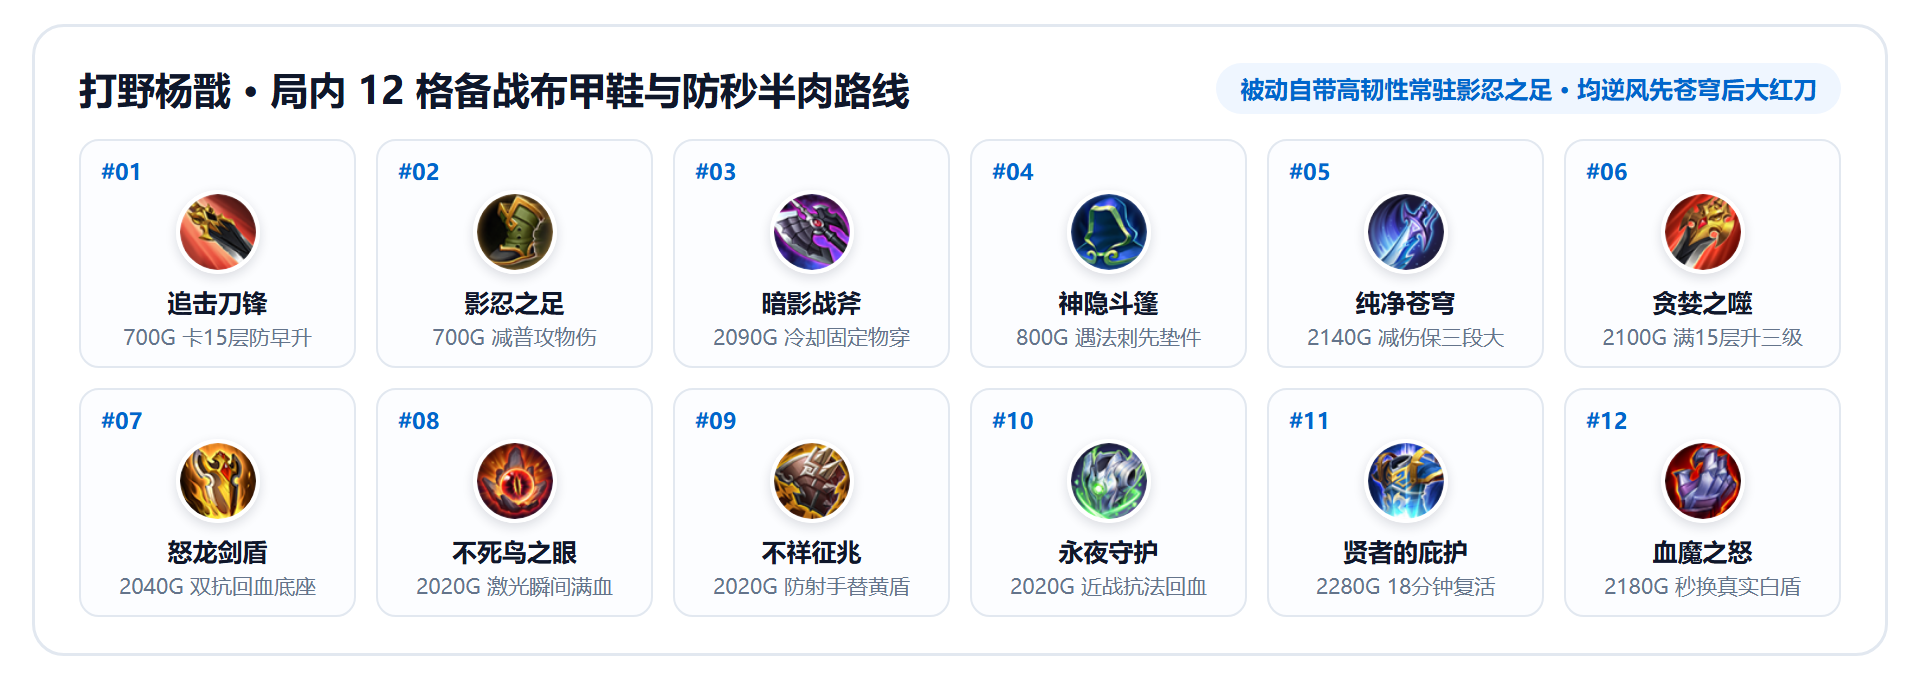 打野杨戬 • 局内 12 格备战布甲鞋与防秒半肉路线
被动自带高韧性常驻影忍之足 • 均逆风先苍穹后大红刀
#01
追击刀锋
700G 卡15层防早升
#02
影忍之足
700G 减普攻物伤
#03
暗影战斧
2090G 冷却固定物穿
#04
神隐斗篷
800G 遇法刺先垫件
#05
纯净苍穹
2140G 减伤保三段大
#06
贪婪之噬
2100G 满15层升三级
#07
怒龙剑盾
2040G 双抗回血底座
#08
不死鸟之眼
2020G 激光瞬间满血
#09
不祥征兆
2020G 防射手替黄盾
#10
永夜守护
2020G 近战抗法回血
#11
贤者的庇护
2280G 18分钟复活
#12
血魔之怒
2180G 秒换真实白盾